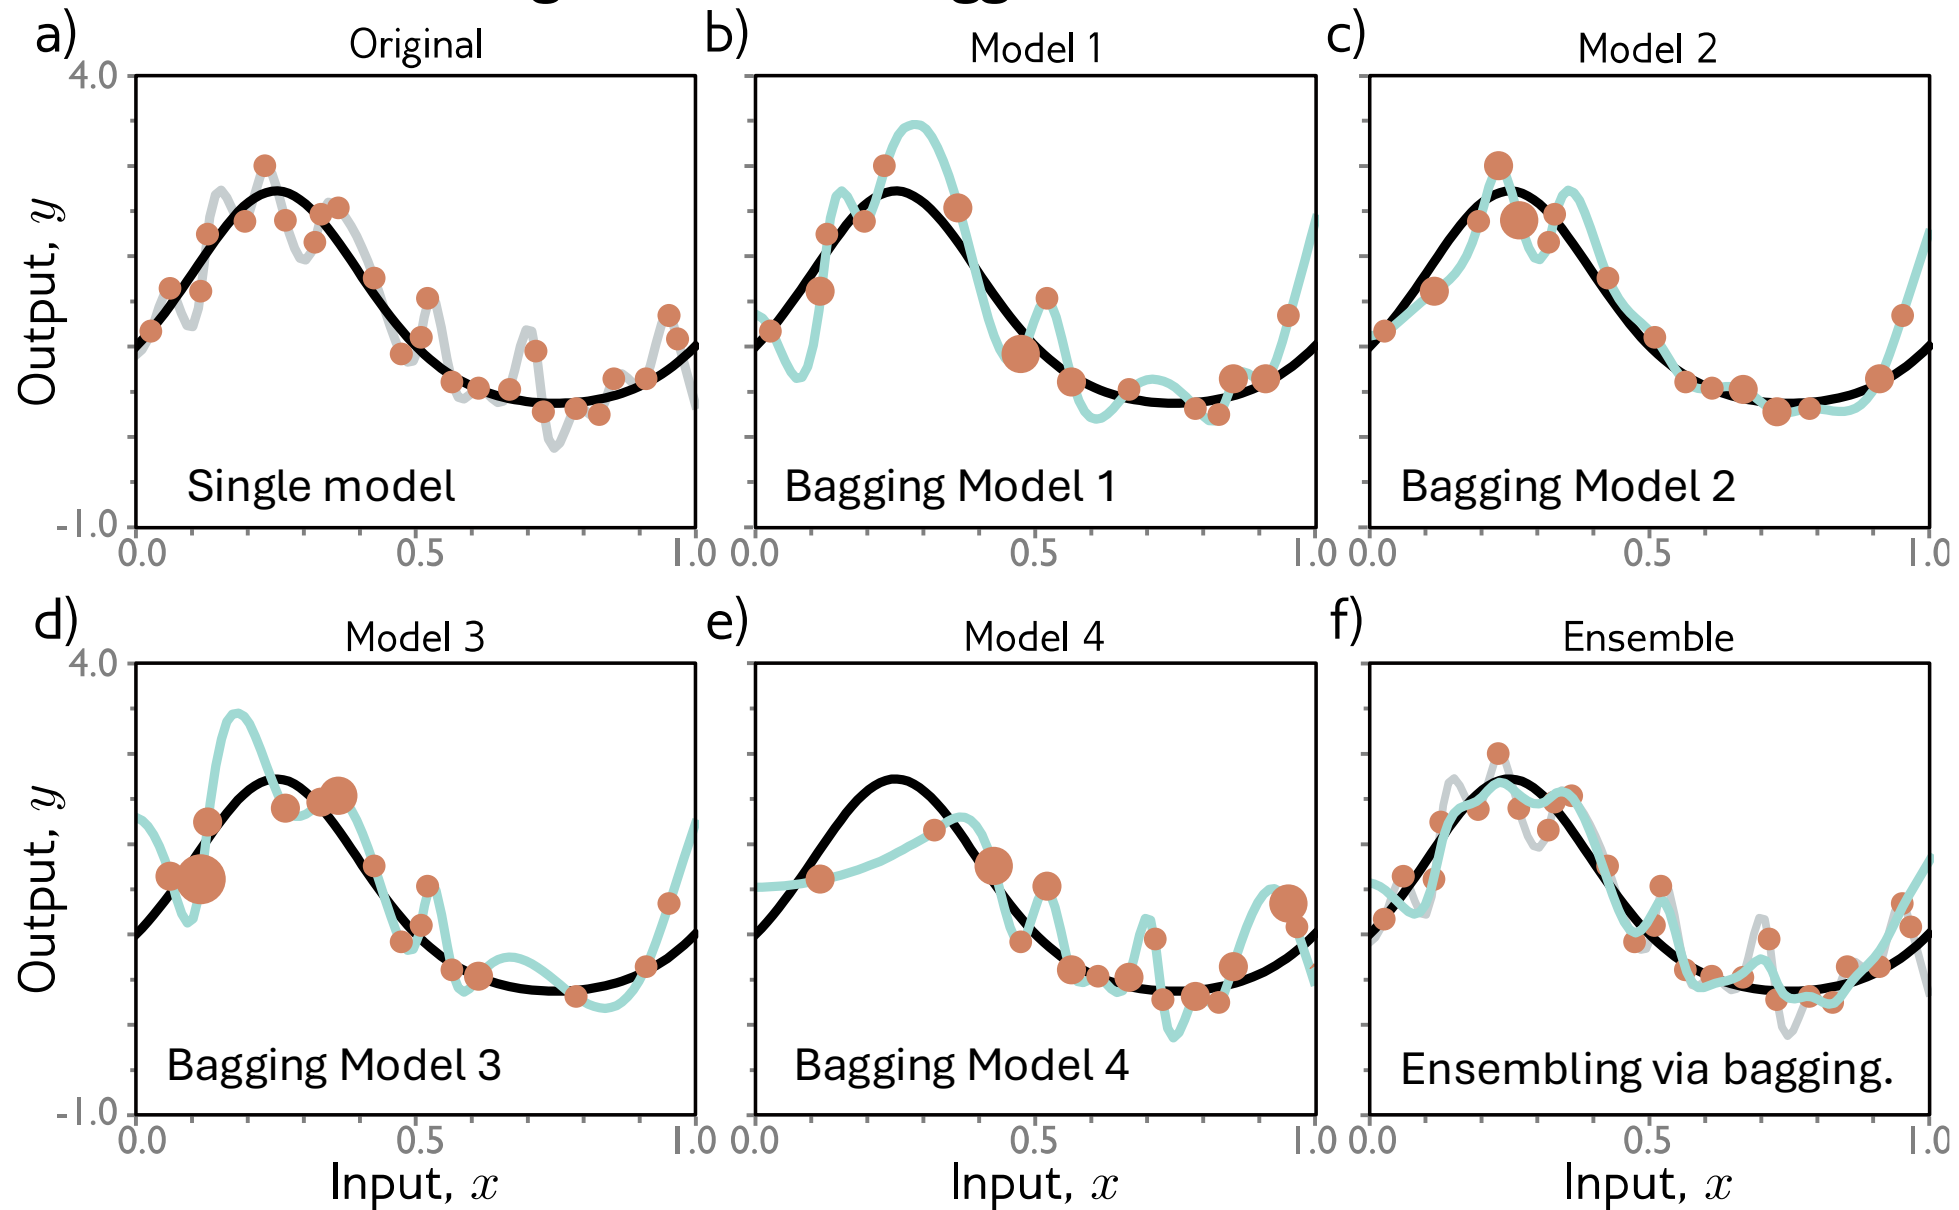 a)
Original
b)
Model 1
c)
Model 2
4.0
Output, y
Single model
Bagging Model 1
Bagging Model 2
-1.0
0.0 0.5 1.0
0.0 0.5 1.0
0.0 0.5 1.0
d)
Model 3
e)
Model 4
f)
Ensemble
4.0
Output, y
Bagging Model 3
Bagging Model 4
Ensembling via bagging.
-1.0
0.0 0.5 1.0
0.0 0.5 1.0
0.0 0.5 1.0
Input, x
Input, x
Input, x